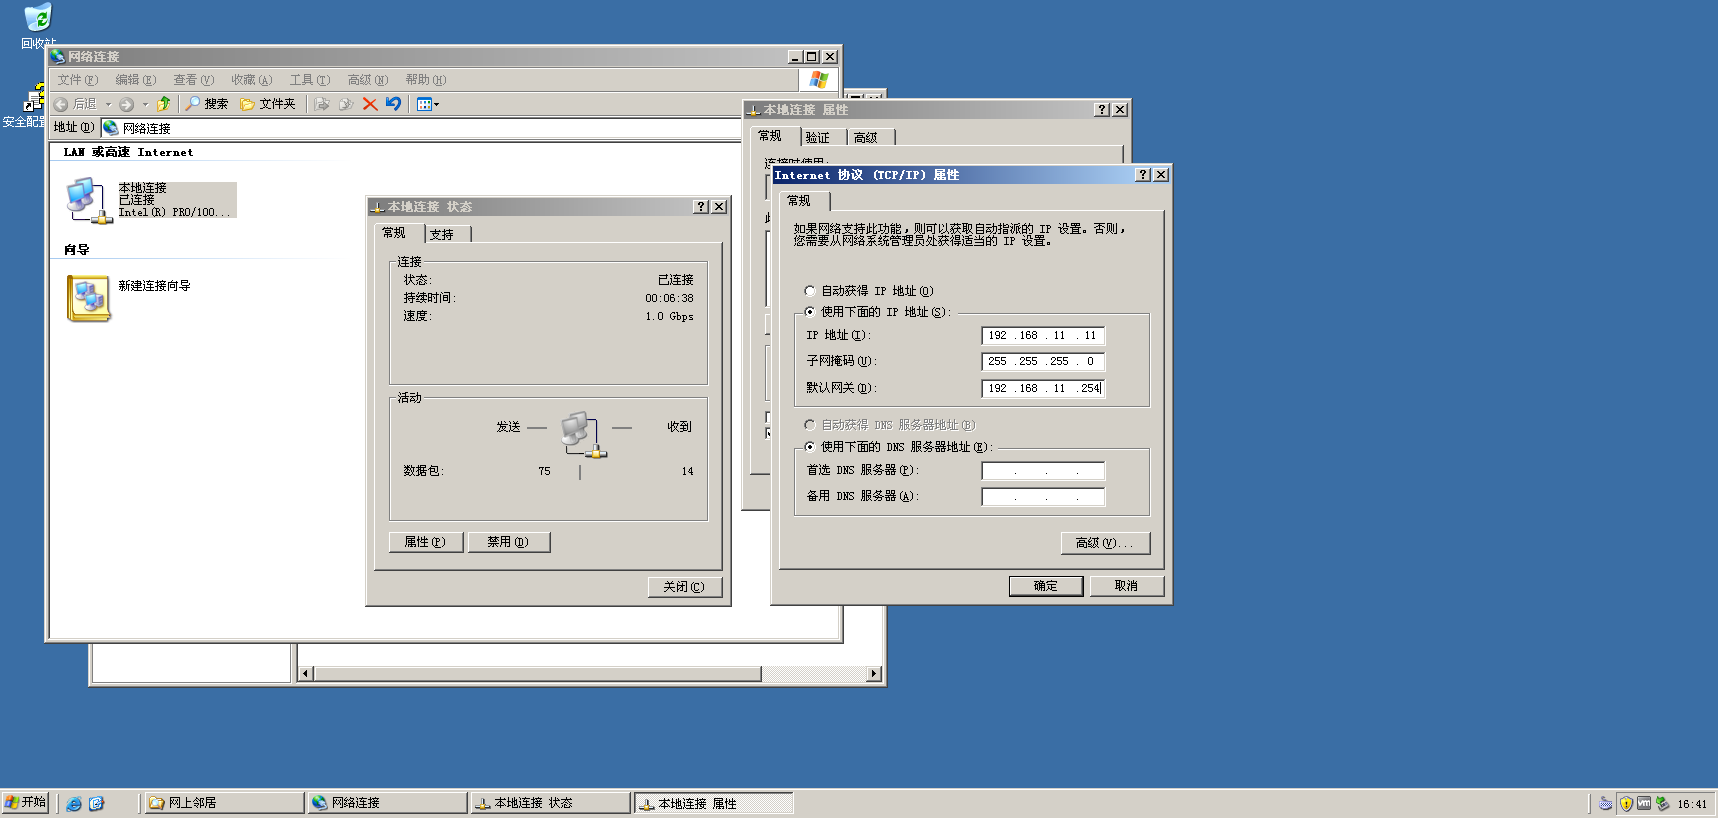 回收站
安全配置
网络连接
文件(F) 编辑(E) 查看(V) 收藏(A) 工具(T) 高级(N) 帮助(H)
后退 搜索 文件夹
地址(D) 网络连接
LAN 或高速 Internet
本地连接
已连接
Intel(R) PRO/100...
向导
新建连接向导
本地连接 状态
常规 支持
连接
状态: 已连接
持续时间: 00:06:38
速度: 1.0 Gbps
活动
发送 收到
数据包: 75 14
属性(P) 禁用(D)
关闭(C)
本地连接 属性
常规 验证 高级
连接时使用:
Internet 协议 (TCP/IP) 属性
常规
如果网络支持此功能，则可以获取自动指派的 IP 设置。否则，
您需要从网络系统管理员处获得适当的 IP 设置。
自动获得 IP 地址(O)
使用下面的 IP 地址(S):
IP 地址(I): 192 .168 . 11 . 11
子网掩码(U): 255 .255 .255 . 0
默认网关(D): 192 .168 . 11 .254
自动获得 DNS 服务器地址(B)
使用下面的 DNS 服务器地址(E):
首选 DNS 服务器(P): . . .
备用 DNS 服务器(A): . . .
高级(V)...
确定 取消
开始 网上邻居 网络连接 本地连接 状态 本地连接 属性 16:41